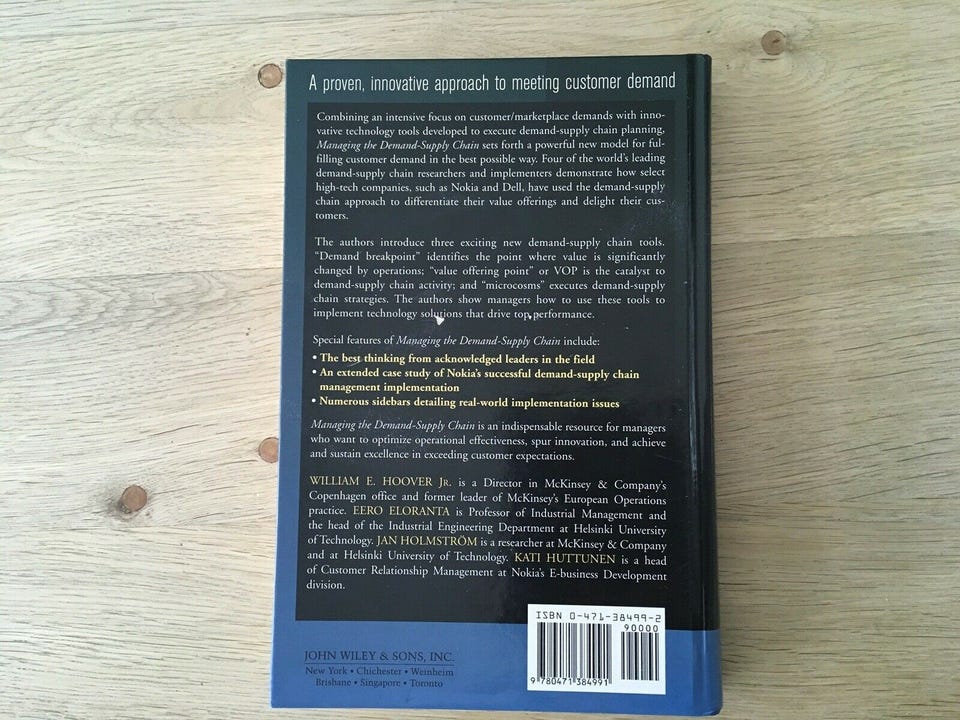 A proven, innovative approach to meeting customer demand
Combining an intensive focus on customer/marketplace demands with inno-
vative technology tools developed to execute demand-supply chain planning,
Managing the Demand-Supply Chain sets forth a powerful new model for ful-
filling customer demand in the best possible way. Four of the world's leading
demand-supply chain researchers and implementers demonstrate how select
high-tech companies, such as Nokia and Dell, have used the demand-supply
chain approach to differentiate their value offerings and delight their cus-
tomers.
The authors introduce three exciting new demand-supply chain tools.
"Demand breakpoint" identifies the point where value is significantly
changed by operations; "value offering point" or VOP is the catalyst to
demand-supply chain activity; and "microcosms" executes demand-supply
chain strategies. The authors show managers how to use these tools to
implement technology solutions that drive top performance.
Special features of Managing the Demand-Supply Chain include:
• The best thinking from acknowledged leaders in the field
• An extended case study of Nokia's successful demand-supply chain
management implementation
• Numerous sidebars detailing real-world implementation issues
Managing the Demand-Supply Chain is an indispensable resource for managers
who want to optimize operational effectiveness, spur innovation, and achieve
and sustain excellence in exceeding customer expectations.
WILLIAM E. HOOVER JR. is a Director in McKinsey & Company's
Copenhagen office and former leader of McKinsey's European Operations
practice. EERO ELORANTA is Professor of Industrial Management and
the head of the Industrial Engineering Department at Helsinki University
of Technology. JAN HOLMSTRÖM is a researcher at McKinsey & Company
and at Helsinki University of Technology. KATI HUTTUNEN is a head
of Customer Relationship Management at Nokia's E-business Development
division.
ISBN 0-471-38499-2
90000
9 780471 384991
JOHN WILEY & SONS, INC.
New York • Chichester • Weinheim
Brisbane • Singapore • Toronto